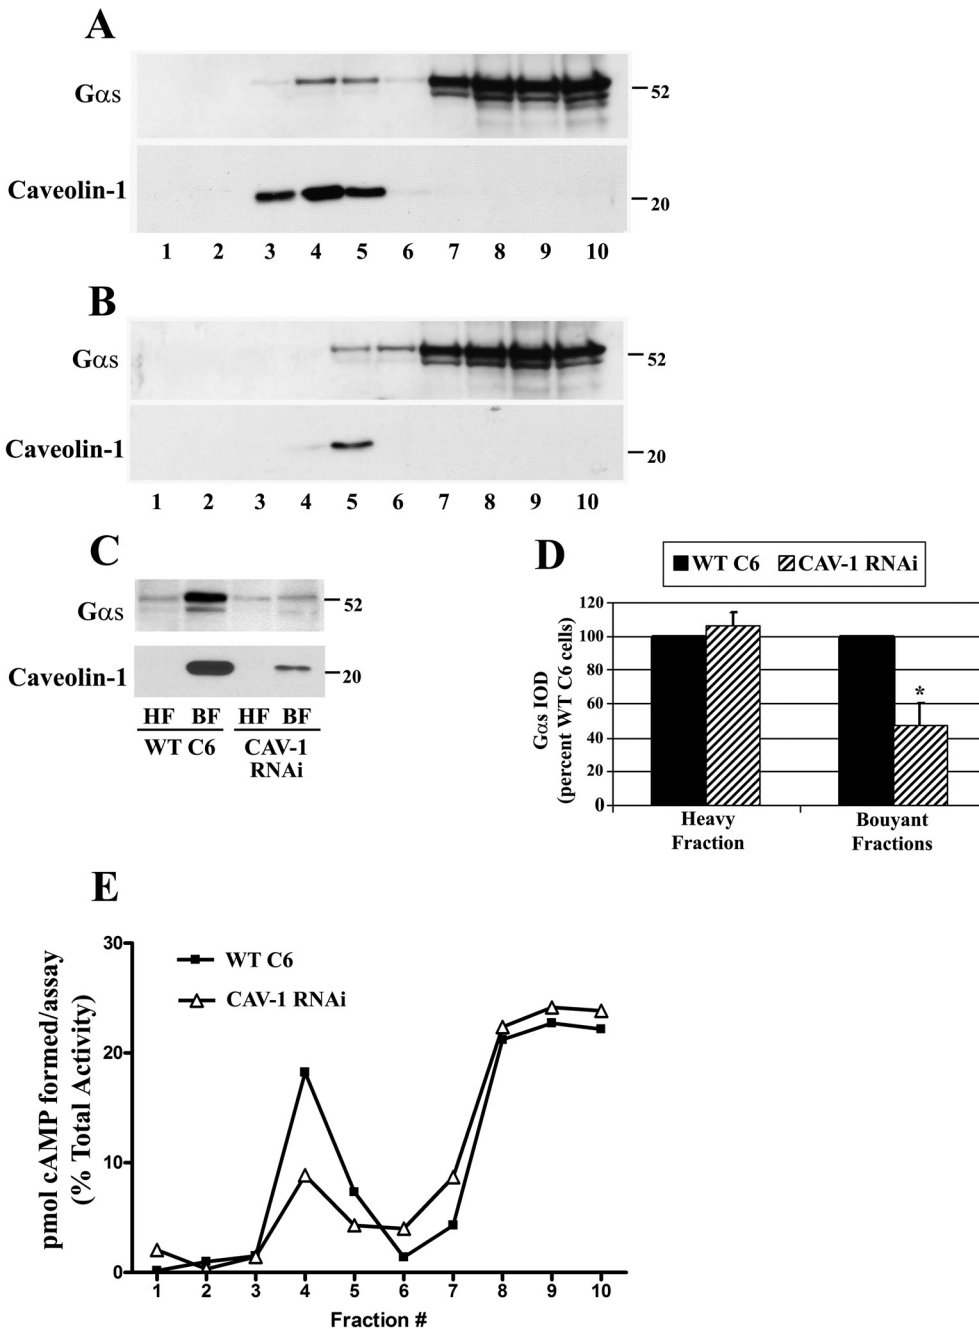 A
Gαs
52
Caveolin-1
20
1 2 3 4 5 6 7 8 9 10
B
Gαs
52
Caveolin-1
20
1 2 3 4 5 6 7 8 9 10
C
Gαs
52
Caveolin-1
20
HF BF HF BF
WT C6 CAV-1
RNAi
D
WT C6 CAV-1 RNAi
Gαs IOD
(percent WT C6 cells)
120
100
80
60
40
20
0
*
Heavy
Fraction
Bouyant
Fractions
E
pmol cAMP formed/assay
(% Total Activity)
30
20
10
0
WT C6
CAV-1 RNAi
1 2 3 4 5 6 7 8 9 10
Fraction #